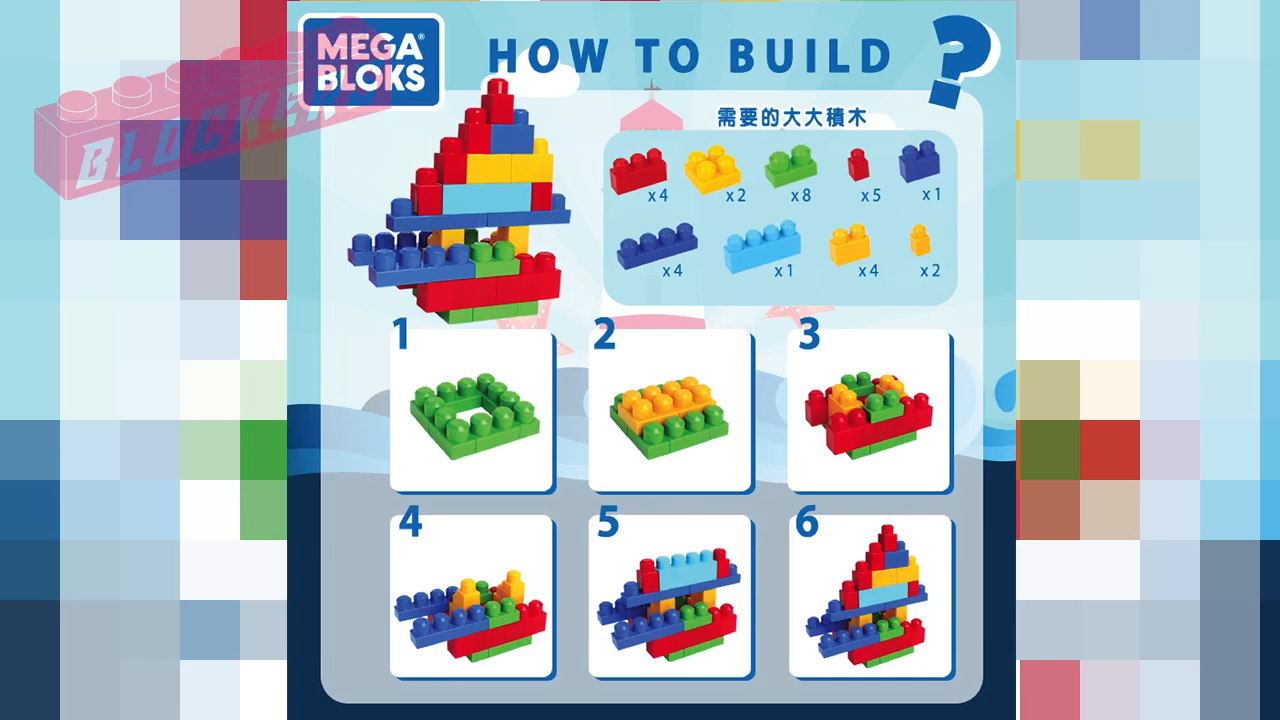 MEGA®
BLOKS
HOW TO BUILD ?
BLOCKERS
需要的大大積木
x4
x2
x8
x5
x1
x4
x1
x4
x2
1
2
3
4
5
6